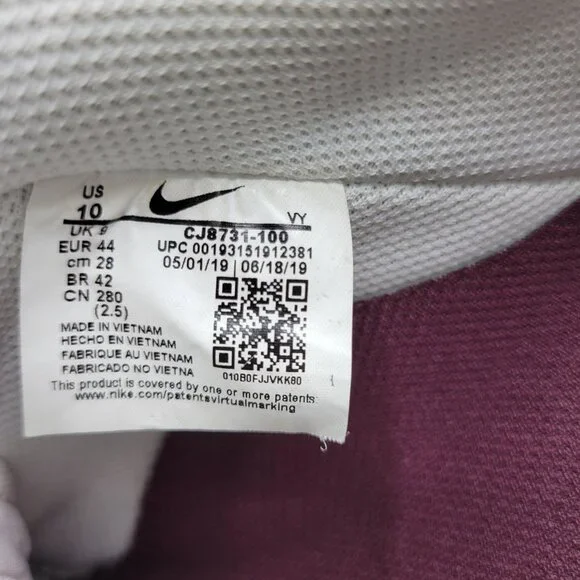 US
10
VY
UK 9
CJ8731-100
EUR 44
UPC 00193151912381
cm 28
05/01/19 | 06/18/19
BR 42
CN 280
(2.5)
MADE IN VIETNAM
HECHO EN VIETNAM
FABRIQUE AU VIETNAM
FABRICADO NO VIETNA
010B0FJJVKK80
This product is covered by one or more patents:
www.nike.com/patentsvirtualmarking